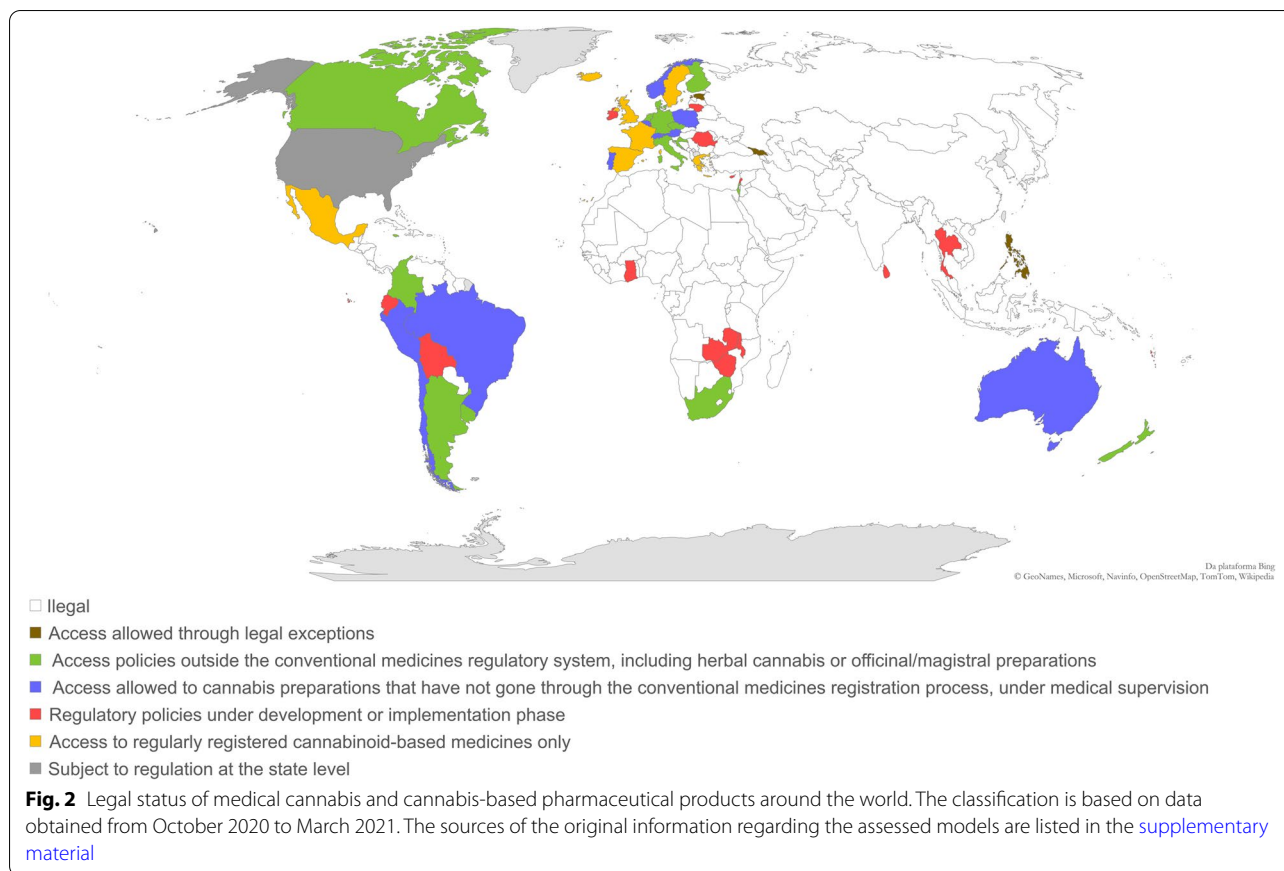 Da plataforma Bing
© GeoNames, Microsoft, Navinfo, OpenStreetMap, TomTom, Wikipedia
Ilegal
Access allowed through legal exceptions
Access policies outside the conventional medicines regulatory system, including herbal cannabis or officinal/magistral preparations
Access allowed to cannabis preparations that have not gone through the conventional medicines registration process, under medical supervision
Regulatory policies under development or implementation phase
Access to regularly registered cannabinoid-based medicines only
Subject to regulation at the state level
Fig. 2 Legal status of medical cannabis and cannabis-based pharmaceutical products around the world. The classification is based on data
obtained from October 2020 to March 2021. The sources of the original information regarding the assessed models are listed in the supplementary
material